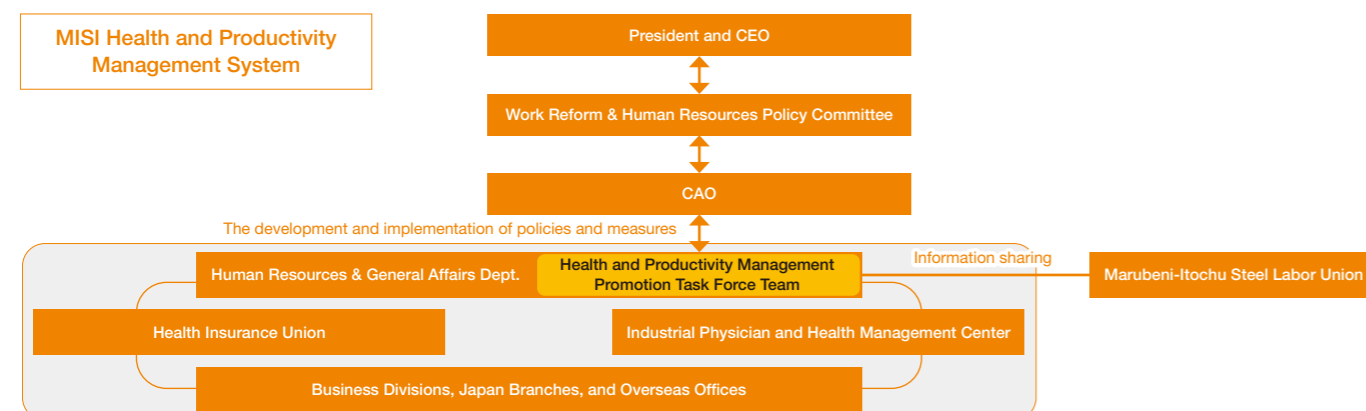 MISI Health and Productivity
Management System
President and CEO
Work Reform & Human Resources Policy Committee
CAO
The development and implementation of policies and measures
Human Resources & General Affairs Dept.
Health and Productivity Management
Promotion Task Force Team
Information sharing
Marubeni-Itochu Steel Labor Union
Health Insurance Union
Industrial Physician and Health Management Center
Business Divisions, Japan Branches, and Overseas Offices